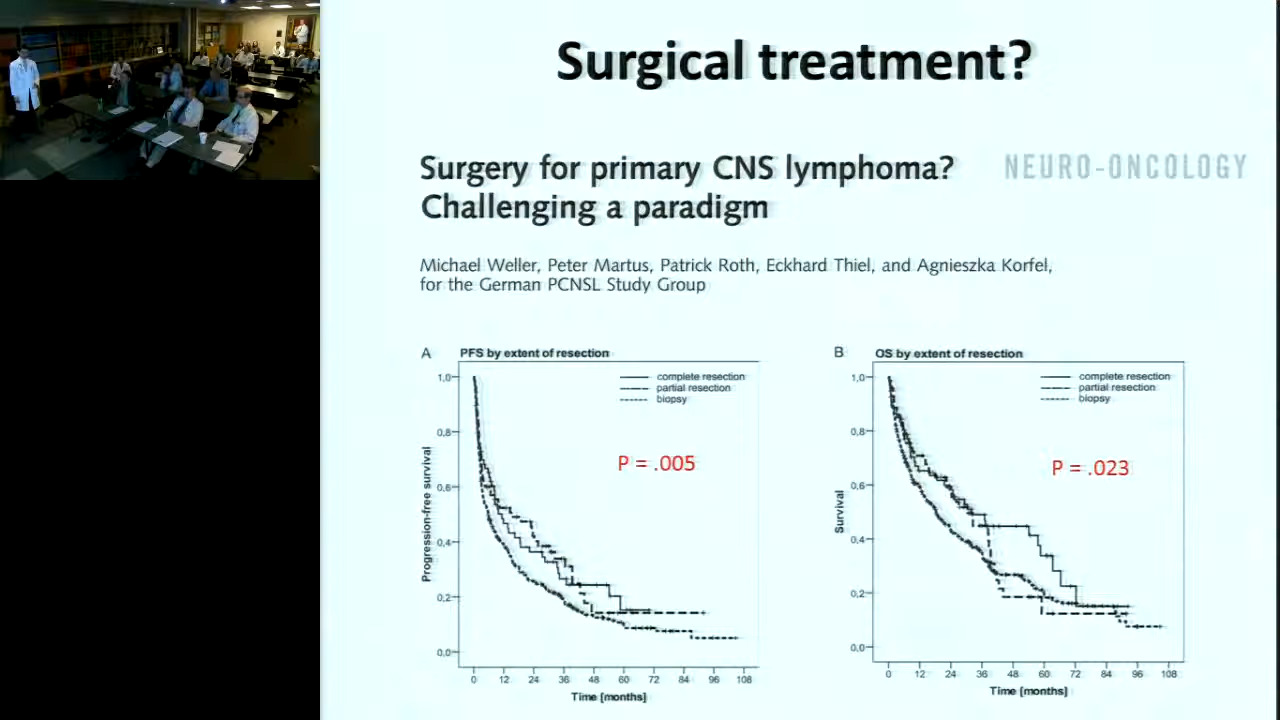 Surgical treatment?
Surgery for primary CNS lymphoma?
Challenging a paradigm
NEURO-ONCOLOGY
Michael Weller, Peter Martus, Patrick Roth, Eckhard Thiel, and Agnieszka Korfel,
for the German PCNSL Study Group
A PFS by extent of resection
complete resection
partial resection
biopsy
P = .005
Progression-free survival
1,0
0,8
0,6
0,4
0,2
0,0
0 12 24 36 48 60 72 84 96 108
Time [months]
B OS by extent of resection
complete resection
partial resection
biopsy
P = .023
Survival
1,0
0,8
0,6
0,4
0,2
0,0
0 12 24 36 48 60 72 84 96 108
Time [months]